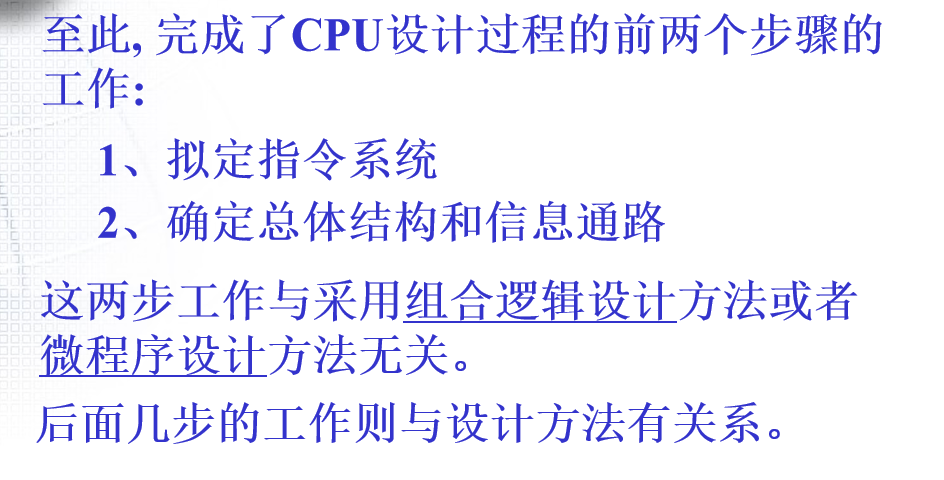 至此, 完成了CPU设计过程的前两个步骤的
工作:
1、拟定指令系统
2、确定总体结构和信息通路
这两步工作与采用组合逻辑设计方法或者
微程序设计方法无关。
后面几步的工作则与设计方法有关系。